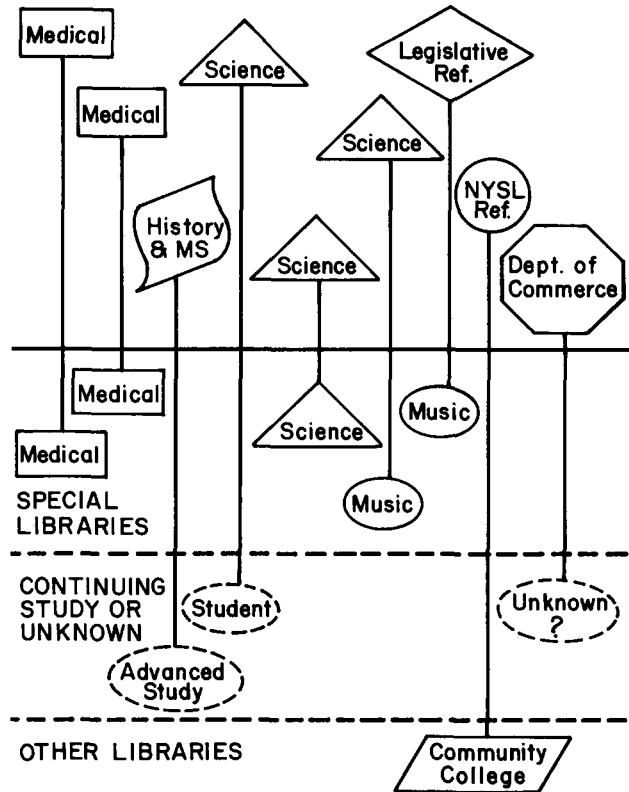 Medical
Science
Legislative
Ref.
Medical
Science
NYSL
Ref.
History
& MS
Science
Dept. of
Commerce
Medical
Music
Science
Medical
Music
SPECIAL
LIBRARIES
CONTINUING
STUDY OR
UNKNOWN
Student
Unknown
?
Advanced
Study
OTHER LIBRARIES
Community
College